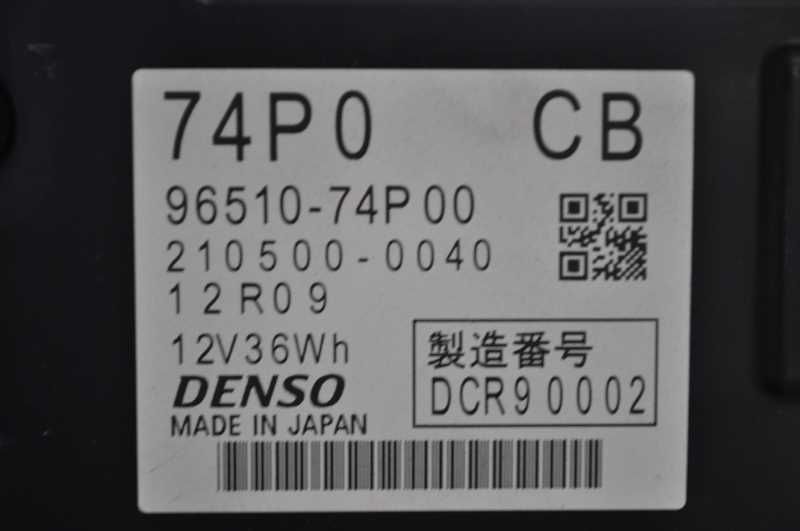 74P0 CB
96510-74P00
210500-0040
12R09
12V36Wh
製造番号
DENSO
DCR90002
MADE IN JAPAN